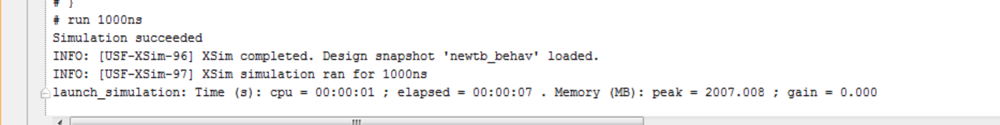 # }
# run 1000ns
Simulation succeeded
INFO: [USF-XSim-96] XSim completed. Design snapshot 'newtb_behav' loaded.
INFO: [USF-XSim-97] XSim simulation ran for 1000ns
launch_simulation: Time (s): cpu = 00:00:01 ; elapsed = 00:00:07 . Memory (MB): peak = 2007.008 ; gain = 0.000